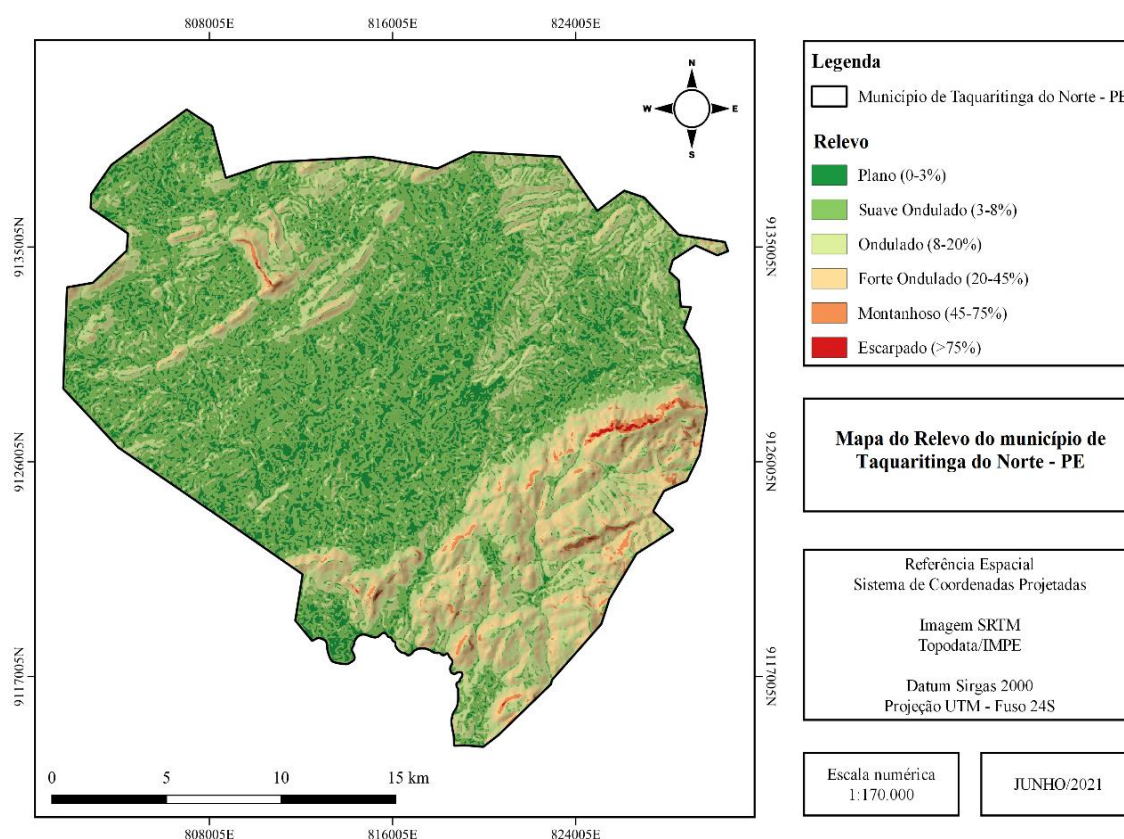 808005E
816005E
824005E
N
W
E
S
9135005N
9126005N
9117005N
9135005N
9126005N
9117005N
0
5
10
15 km
808005E
816005E
824005E
Legenda
Município de Taquaritinga do Norte - PE
Relevo
Plano (0-3%)
Suave Ondulado (3-8%)
Ondulado (8-20%)
Forte Ondulado (20-45%)
Montanhoso (45-75%)
Escarpado (>75%)
Mapa do Relevo do município de
Taquaritinga do Norte - PE
Referência Espacial
Sistema de Coordenadas Projetadas
Imagem SRTM
Topodata/IMPE
Datum Sirgas 2000
Projeção UTM - Fuso 24S
Escala numérica
1:170.000
JUNHO/2021